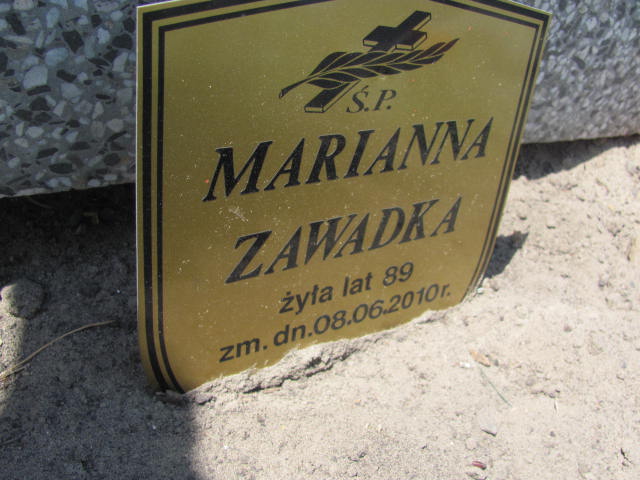 Ś.P.
MARIANNA
ZAWADKA
żyła lat 89
zm. dn.08.06.2010r.